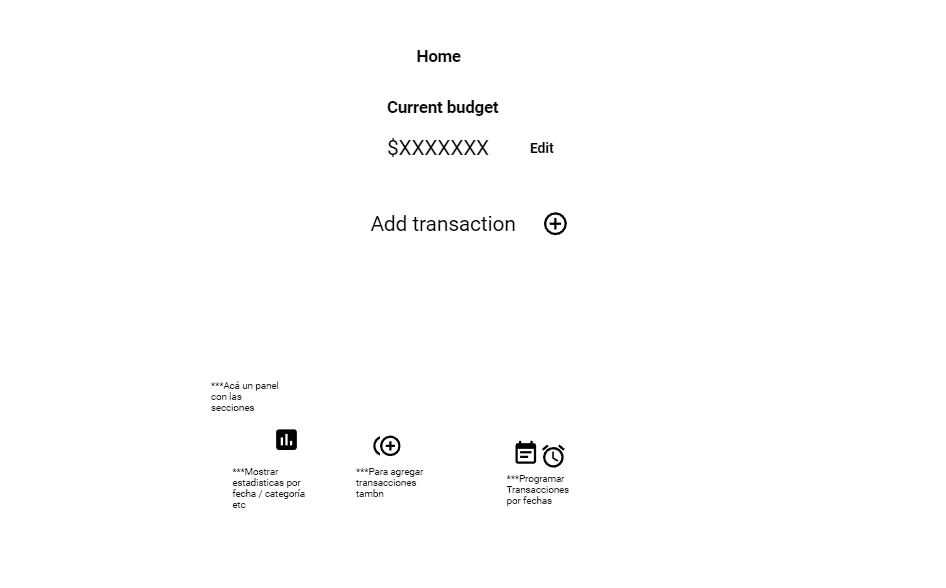 Home
Current budget
$XXXXXXX
Edit
Add transaction
***Acá un panel
con las
secciones
***Mostrar
estadisticas por
fecha / categoría
etc
***Para agregar
transacciones
tambn
***Programar
Transacciones
por fechas